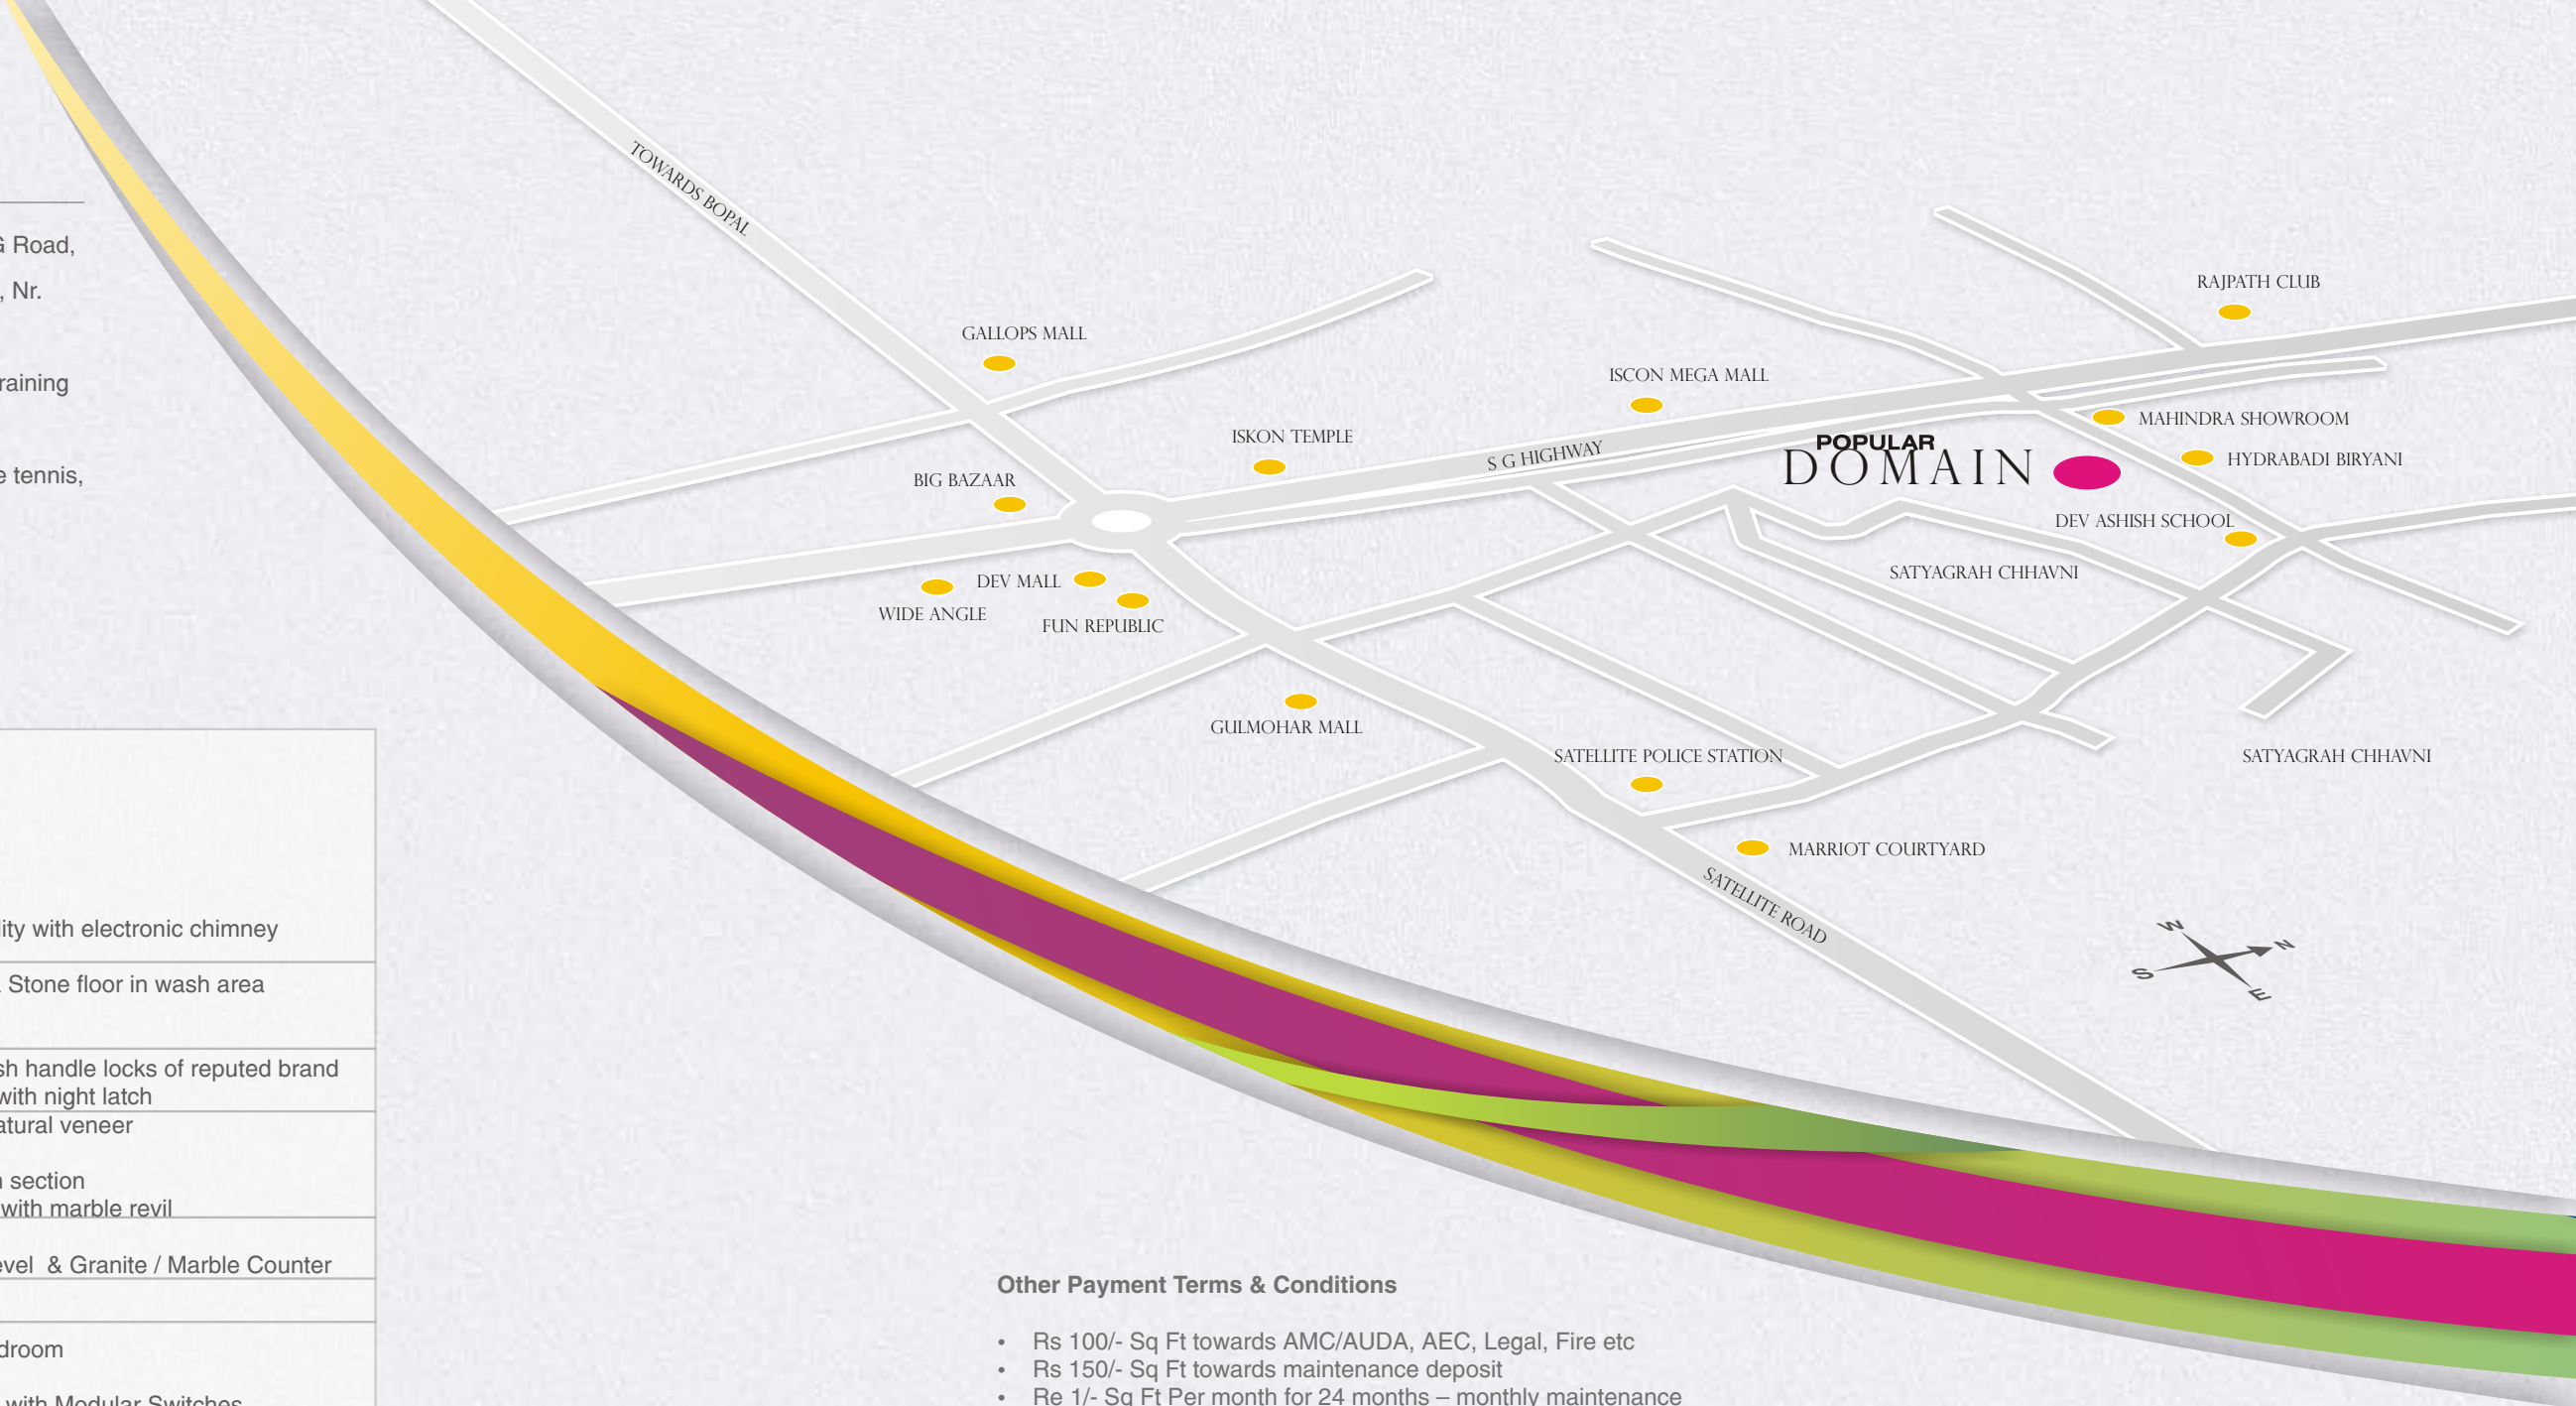 G Road,
, Nr.
raining
e tennis,
lity with electronic chimney
Stone floor in wash area
sh handle locks of reputed brand
with night latch
atural veneer
section
with marble revil
evel & Granite / Marble Counter
droom
with Modular Switches
TOWARDS BOPAL
RAJPATH CLUB
GALLOPS MALL
ISCON MEGA MALL
MAHINDRA SHOWROOM
ISKON TEMPLE
S G HIGHWAY
POPULAR
DOMAIN
HYDRABADI BIRYANI
BIG BAZAAR
DEV ASHISH SCHOOL
SATYAGRAH CHHAVNI
DEV MALL
WIDE ANGLE
FUN REPUBLIC
GULMOHAR MALL
SATELLITE POLICE STATION
SATYAGRAH CHHAVNI
MARRIOT COURTYARD
SATELLITE ROAD
W
N
S
E
Other Payment Terms & Conditions
• Rs 100/- Sq Ft towards AMC/AUDA, AEC, Legal, Fire etc
• Rs 150/- Sq Ft towards maintenance deposit
• Re 1/- Sq Ft Per month for 24 months – monthly maintenance